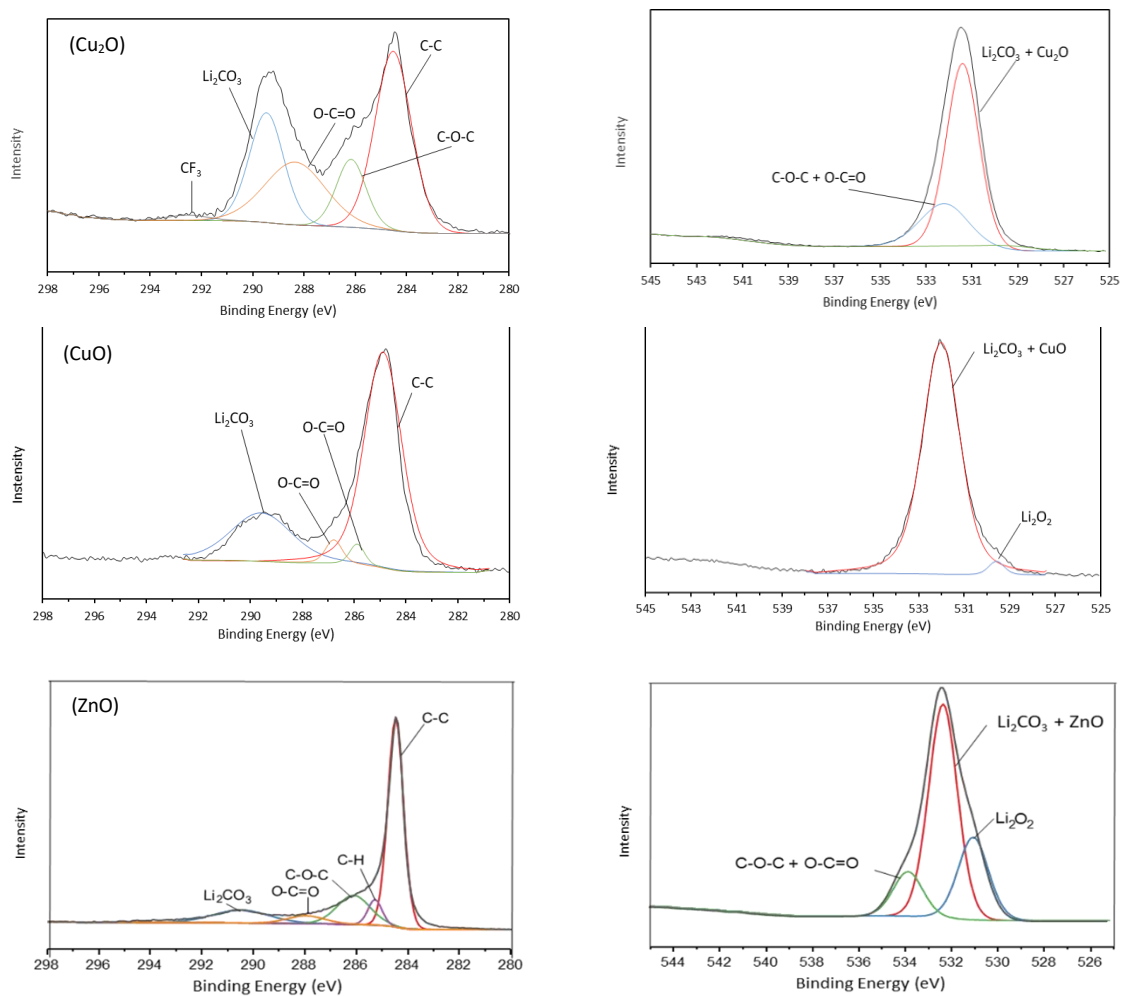 (Cu₂O)
C-C
Li₂CO₃
O-C=O
C-O-C
CF₃
Intensity
298 296 294 292 290 288 286 284 282 280
Binding Energy (eV)
Li₂CO₃ + Cu₂O
C-O-C + O-C=O
Intensity
545 543 541 539 537 535 533 531 529 527 525
Binding Energy (eV)
(CuO)
C-C
Li₂CO₃
O-C=O
O-C=O
Instensity
298 296 294 292 290 288 286 284 282 280
Binding Energy (eV)
Li₂CO₃ + CuO
Li₂O₂
Intensity
545 543 541 539 537 535 533 531 529 527 525
Binding Energy (eV)
(ZnO)
C-C
C-H
C-O-C
O-C=O
Li₂CO₃
Intensity
298 296 294 292 290 288 286 284 282 280
Binding Energy (eV)
Li₂CO₃ + ZnO
Li₂O₂
C-O-C + O-C=O
Intensity
544 542 540 538 536 534 532 530 528 526
Binding Energy (eV)